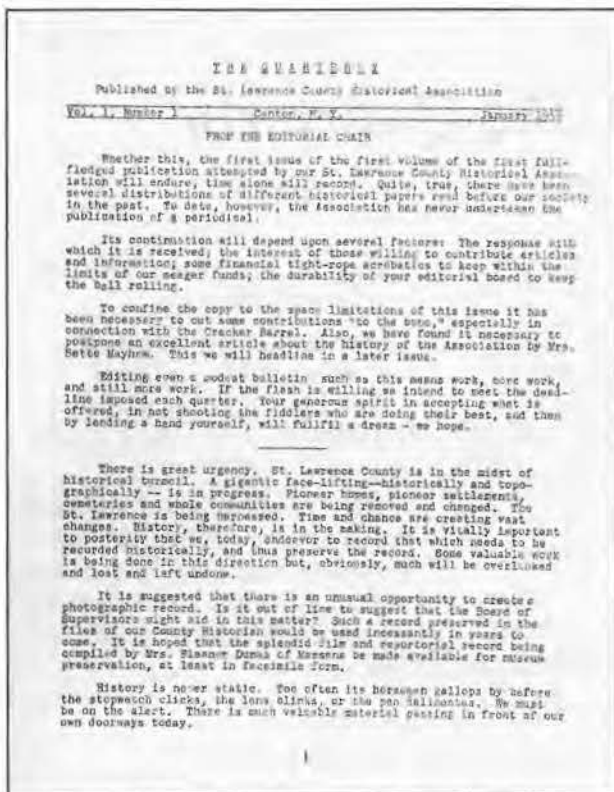 THE QUARTERLY
Published by the St. Lawrence County Historical Association
Vol. 1, Number 1 Canton, N. Y. January
FROM THE EDITORIAL CHAIR
Whether this, the first issue of the first volume of the first full-
fledged publication attempted by our St. Lawrence County Historical Assoc-
iation will endure, time alone will record. Quite, true, there have been
several distributions of different historical papers read before our society
in the past. To date, however, the Association has never undertaken the
publication of a periodical.
Its continuation will depend upon several factors: The response with
which it is received; the interest of those willing to contribute articles
and information; some financial tight-rope acrobatics to keep within the
limits of our meager funds; the durability of your editorial board to keep
the ball rolling.
To confine the copy to the space limitations of this issue it has
been necessary to cut some contributions "to the bone," especially in
connection with the Cracker Barrel. Also, we have found it necessary to
postpone an excellent article about the history of the Association by Mrs.
Bette Mayhew. This we will headline in a later issue.
Editing even a modest bulletin such as this means work, more work,
and still more work. If the flesh is willing we intend to meet the dead-
line imposed each quarter. Your generous spirit in accepting what is
offered, in not shooting the fiddlers who are doing their best, and then
by lending a hand yourself, will fullfil a dream - we hope.
There is great urgency. St. Lawrence County is in the midst of
historical turmoil. A gigantic face-lifting--historically and topo-
graphically -- is in progress. Pioneer homes, pioneer settlements,
cemeteries and whole communities are being removed and changed. The
St. Lawrence is being harnessed. Time and chance are creating vast
changes. History, therefore, is in the making. It is vitally important
to posterity that we, today, endeavor to record that which needs to be
recorded historically, and thus preserve the record. Some valuable work
is being done in this direction but, obviously, much will be overlooked
and lost and left undone.
It is suggested that there is an unusual opportunity to create a
photographic record. Is it out of line to suggest that the Board of
Supervisors might aid in this matter? Such a record preserved in the
files of our County Historian would be used incessantly in years to
come. It is hoped that the splendid film and reportorial record being
compiled by Mrs. Eleanor Dumas of Massena be made available for museum
preservation, at least in facsimile form.
History is never static. Too often its horsemen gallops by before
the stopwatch clicks, the lens clinks, or the pen delineates. We must
be on the alert. There is much valuable material passing in front of our
own doorways today.
1